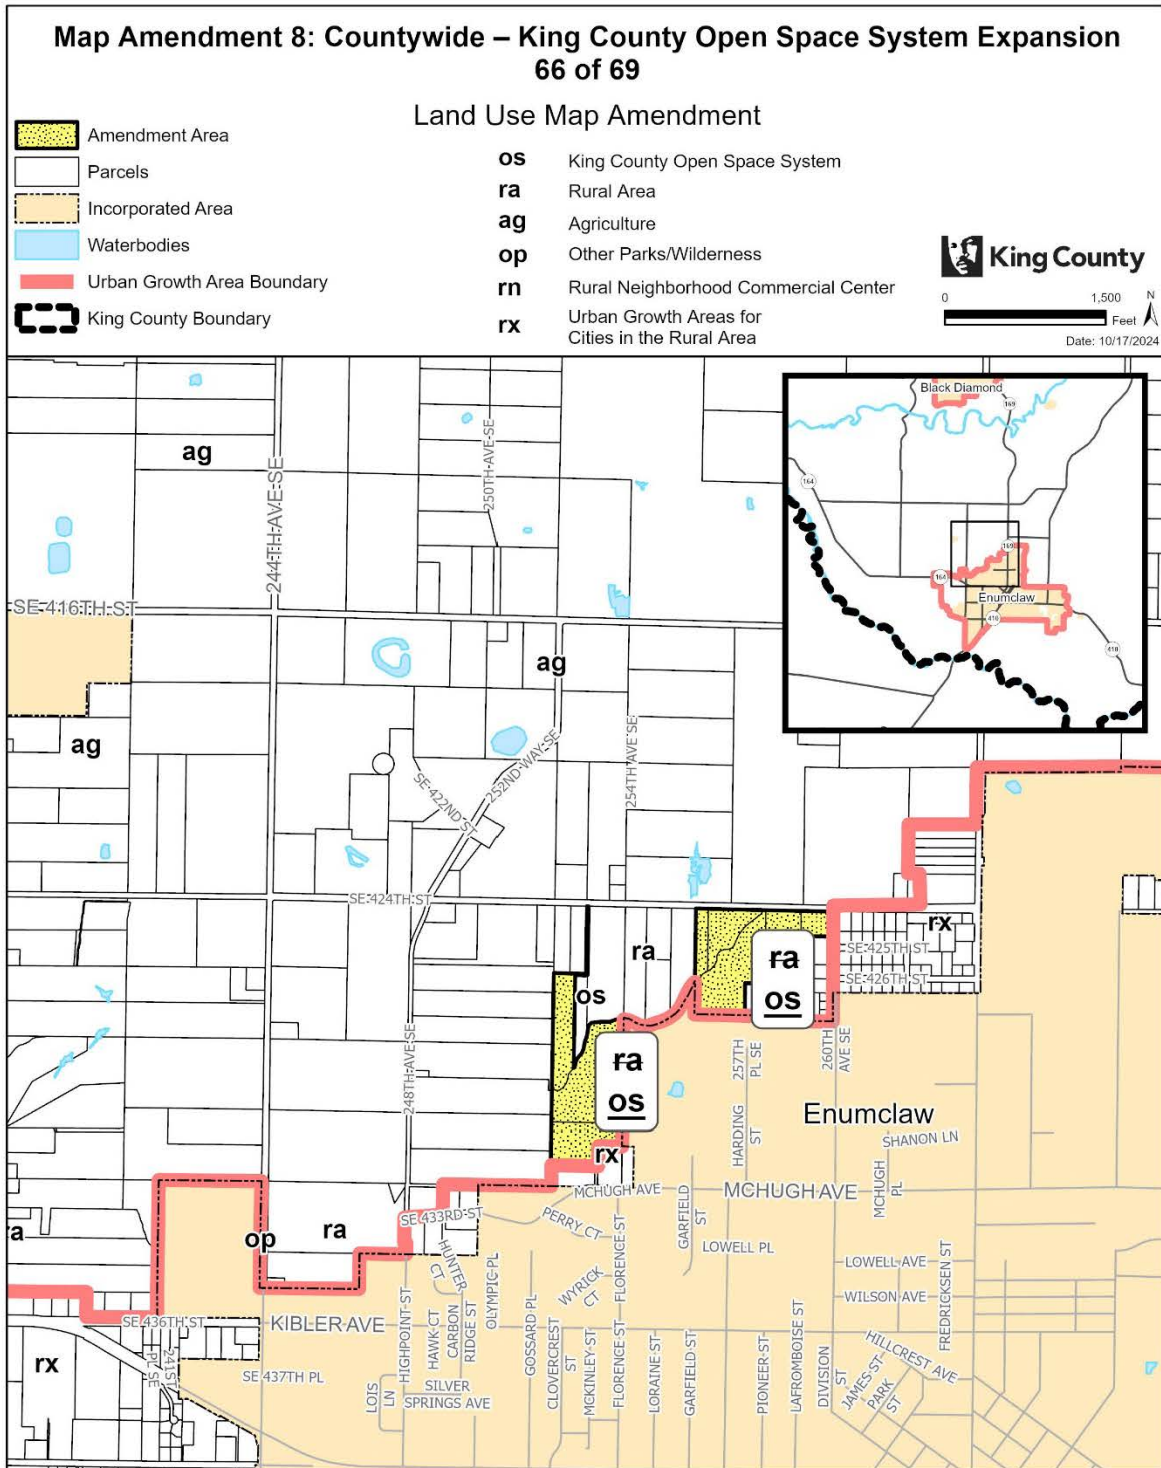 Map Amendment 8: Countywide – King County Open Space System Expansion
66 of 69
Land Use Map Amendment
Amendment Area
Parcels
Incorporated Area
Waterbodies
Urban Growth Area Boundary
King County Boundary
os King County Open Space System
ra Rural Area
ag Agriculture
op Other Parks/Wilderness
rn Rural Neighborhood Commercial Center
rx Urban Growth Areas for
Cities in the Rural Area
King County
0 1,500
Feet
N
Date: 10/17/2024
Black Diamond
169
164
169
164
Enumclaw
410
410
ag
244TH AVE SE
250TH AVE SE
SE 416TH ST
ag
ag
254TH AVE SE
252ND WAY SE
SE 422ND ST
SE 424TH ST
rx
SE 425TH ST
SE 426TH ST
ra
ra
os
os
ra
os
248TH AVE SE
257TH
PL SE
260TH
AVE SE
Enumclaw
HARDING
ST
SHANON LN
rx
MCHUGH AVE
MCHUGH AVE
MCHUGH
PL
SE 433RD ST
PERRY CT
GARFIELD
ST
LOWELL PL
ra
op
ra
HUNTER
CT
OLYMPIC PL
WYRICK
CT
FLORENCE ST
LOWELL AVE
WILSON AVE
FREDRICKSEN ST
SE 436TH ST
KIBLER AVE
HIGHPOINT ST
HAWK CT
CARBON
RIDGE ST
GOSSARD PL
CLOVERCREST
ST
MCKINLEY ST
FLORENCE ST
LORAINE ST
GARFIELD ST
PIONEER ST
LAFROMBOISE ST
DIVISION
ST
JAMES ST
PARK
ST
HILLCREST AVE
rx
241ST
PL SE
SE 437TH PL
LOIS
LN
SILVER
SPRINGS AVE